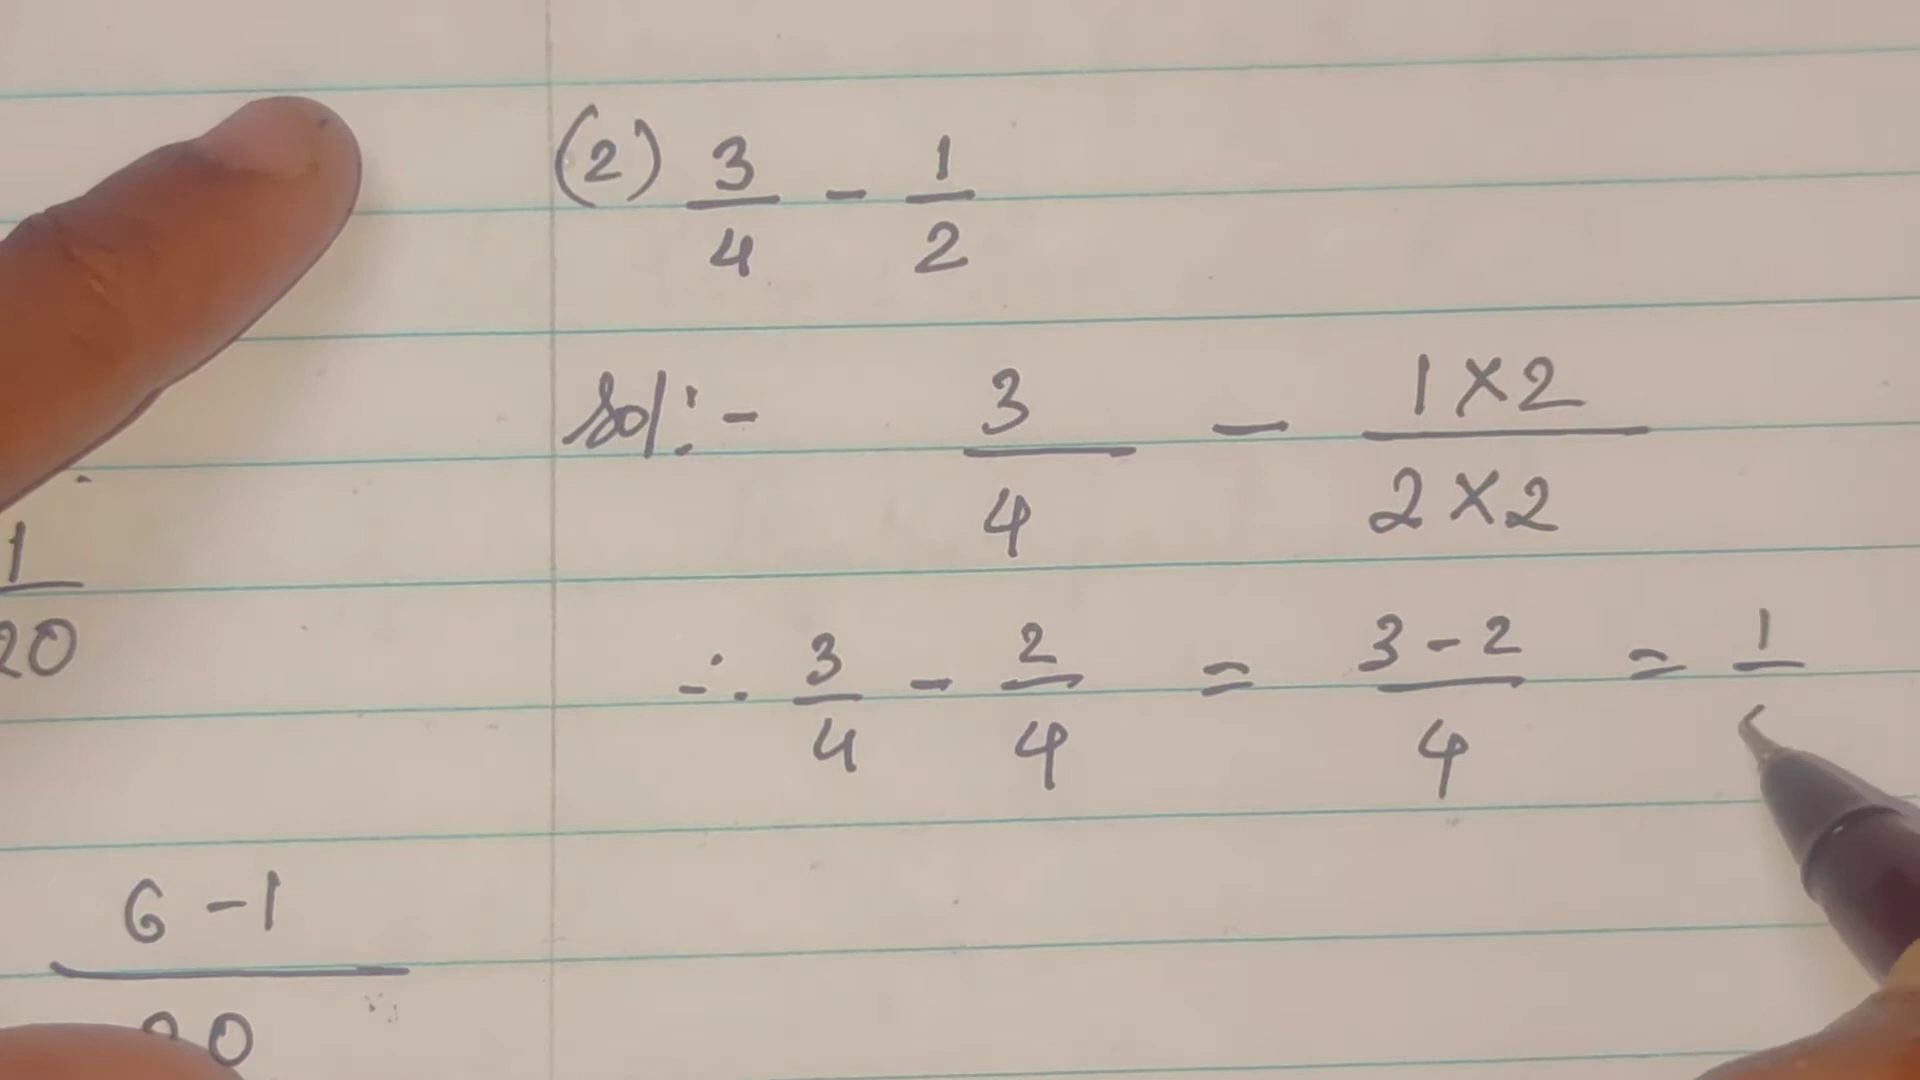 (2) 3/4 - 1/2
Sol:- 3/4 - 1×2/2×2
∴ 3/4 - 2/4 = 3-2/4 = 1/
1/20
6-1